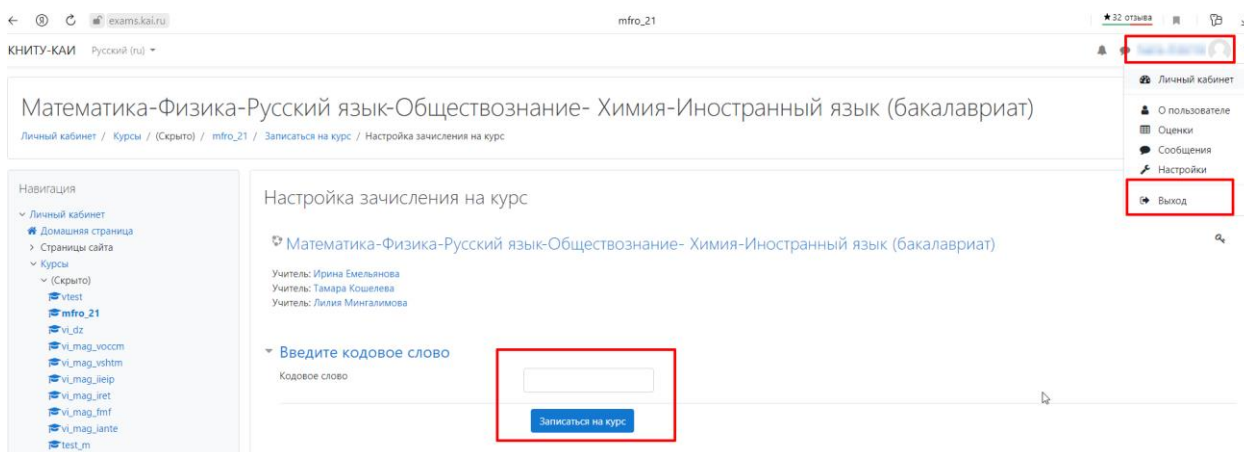 exams.kai.ru
mfro_21
★32 отзыва
КНИТУ-КАИ Русский (ru)
Личный кабинет
О пользователе
Оценки
Сообщения
Настройки
Выход
Математика-Физика-Русский язык-Обществознание- Химия-Иностранный язык (бакалавриат)
Личный кабинет / Курсы / (Скрыто) / mfro_21 / Записаться на курс / Настройка зачисления на курс
Навигация
Личный кабинет
Домашняя страница
Страницы сайта
Курсы
(Скрыто)
vtest
mfro_21
vi_dz
vi_mag_voccm
vi_mag_vshtm
vi_mag_iieip
vi_mag_iret
vi_mag_fmf
vi_mag_iante
test_m
Настройка зачисления на курс
Математика-Физика-Русский язык-Обществознание- Химия-Иностранный язык (бакалавриат)
Учитель: Ирина Емельянова
Учитель: Тамара Кошелева
Учитель: Лилия Мингалимова
Введите кодовое слово
Кодовое слово
Записаться на курс